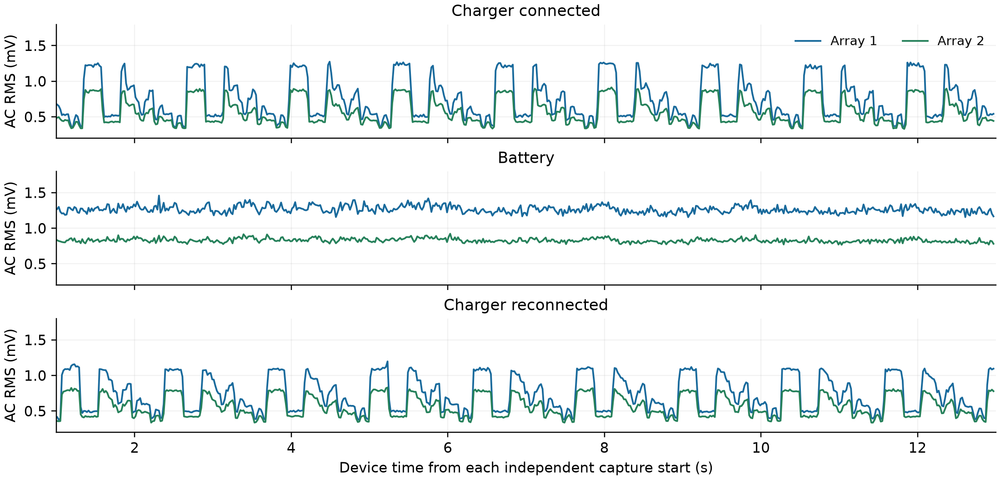 Charger connected
AC RMS (mV)
1.5
1.0
0.5
Array 1
Array 2
Battery
AC RMS (mV)
1.5
1.0
0.5
Charger reconnected
AC RMS (mV)
1.5
1.0
0.5
2 4 6 8 10 12
Device time from each independent capture start (s)